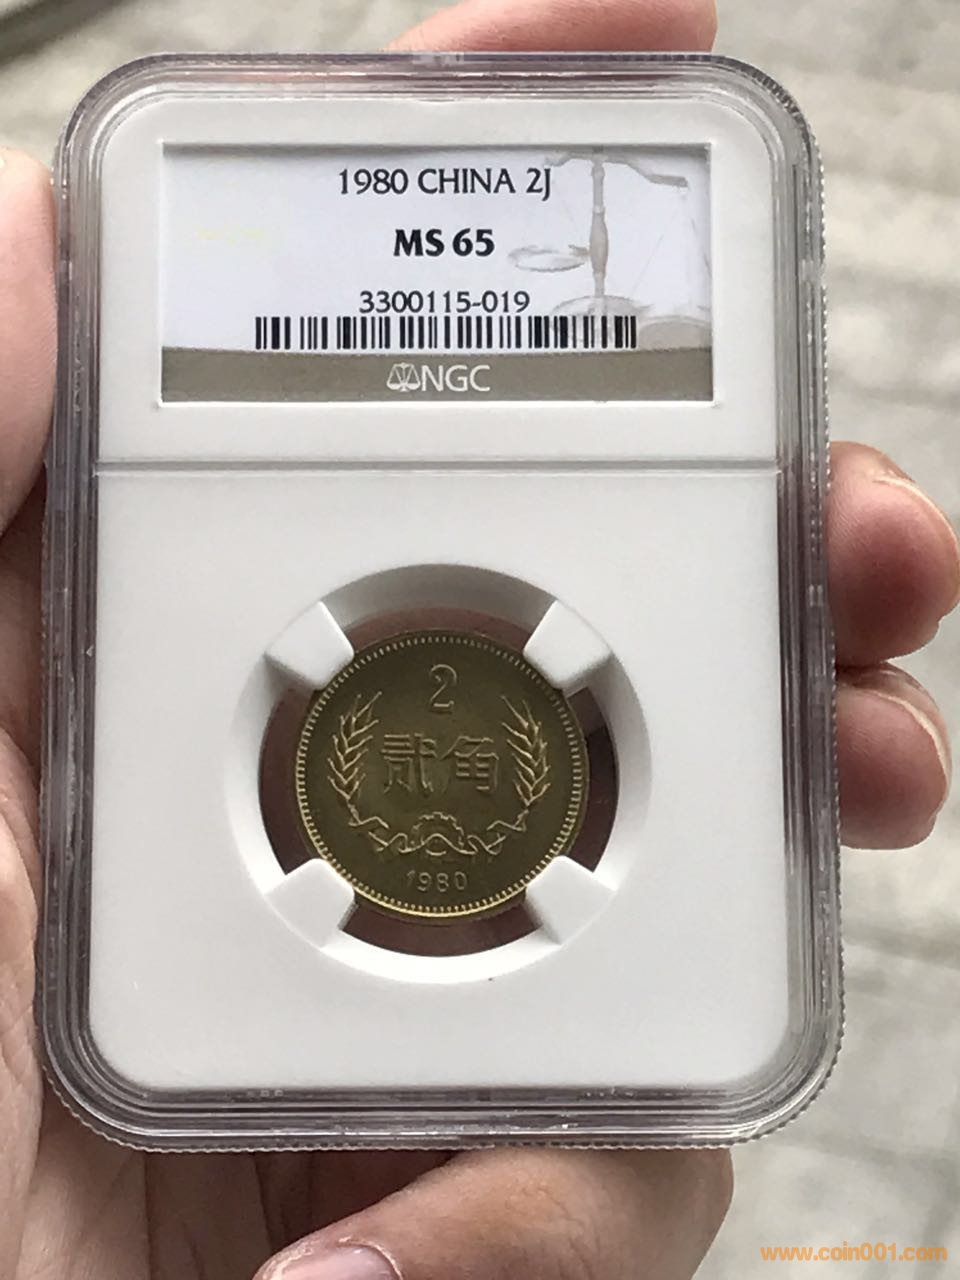 1980 CHINA 2J
MS 65
3300115-019
NGC
2
贰角
1980
www.coin001.com